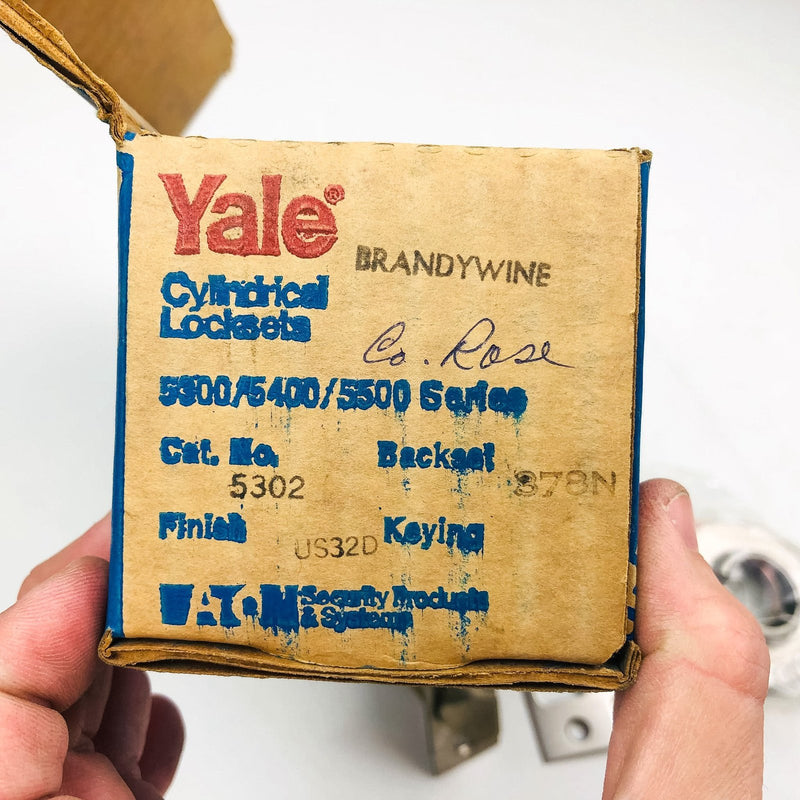 Yale®
BRANDYWINE
Cylindrical
Locksets
Co. Rose
5300/5400/5500 Series
Cat. No. Backset
5302 378N
Finish Keying
US32D
EATON Security Products
& Systems